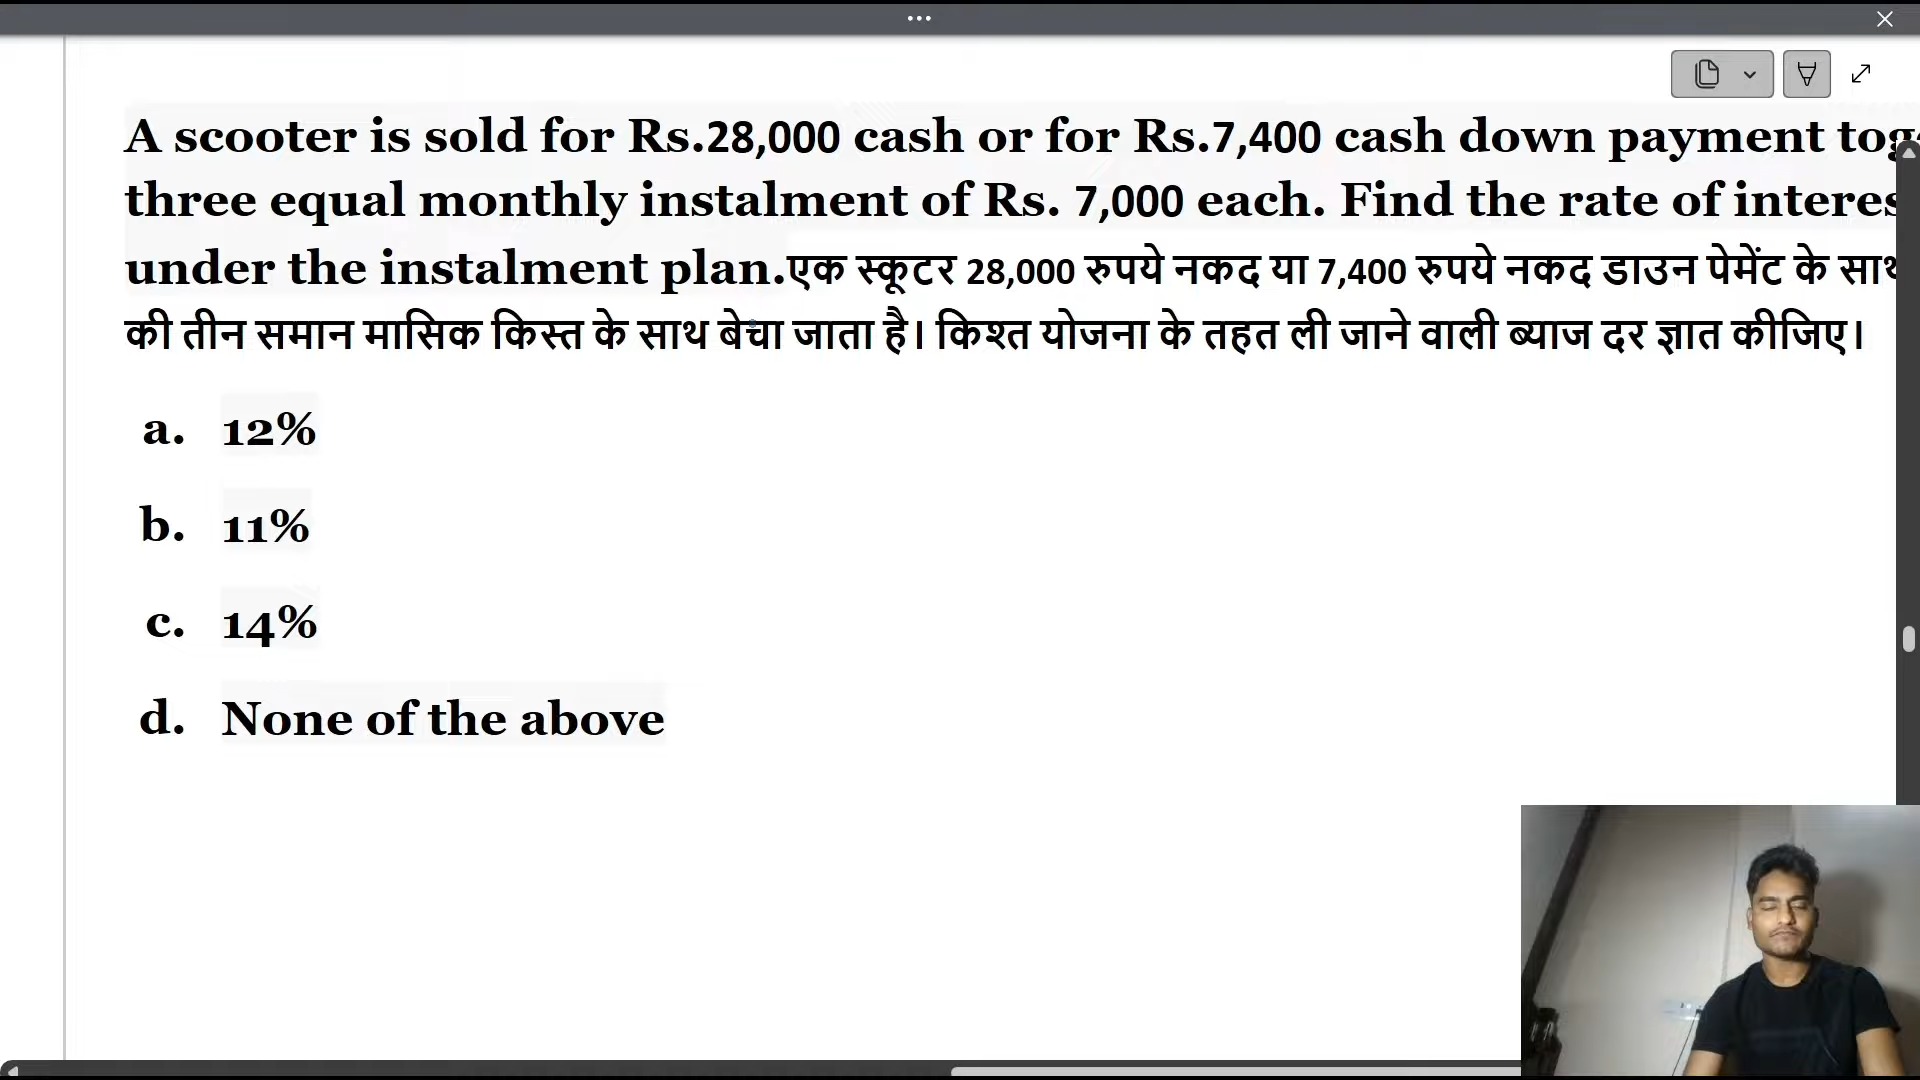 A scooter is sold for Rs.28,000 cash or for Rs.7,400 cash down payment
three equal monthly instalment of Rs. 7,000 each. Find the rate of
under the instalment plan.एक स्कूटर 28,000 रुपये नकद या 7,400 रुपये नकद डाउन पेमेंट के
की तीन समान मासिक किस्त के साथ बेचा जाता है। किश्त योजना के तहत ली जाने वाली ब्याज दर ज्ञात कीजिए।
a. 12%
b. 11%
c. 14%
d. None of the above